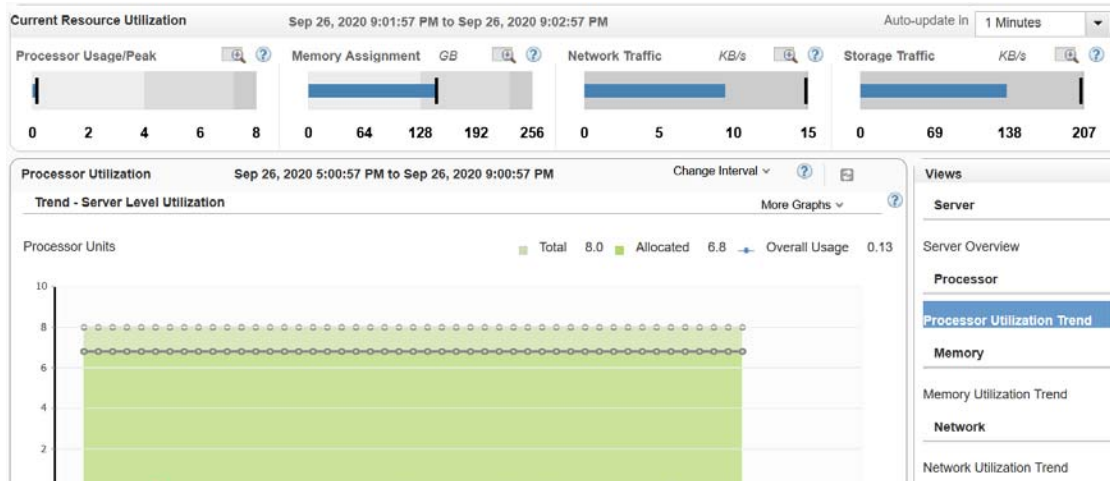 Current Resource Utilization Sep 26, 2020 9:01:57 PM to Sep 26, 2020 9:02:57 PM Auto-update in 1 Minutes
Processor Usage/Peak ? Memory Assignment GB ? Network Traffic KB/s ? Storage Traffic KB/s ?
0 2 4 6 8 0 64 128 192 256 0 5 10 15 0 69 138 207
Processor Utilization Sep 26, 2020 5:00:57 PM to Sep 26, 2020 9:00:57 PM Change Interval ?
Trend - Server Level Utilization More Graphs ?
Processor Units Total 8.0 Allocated 6.8 Overall Usage 0.13
10
8
6
4
2
Views
Server
Server Overview
Processor
Processor Utilization Trend
Memory
Memory Utilization Trend
Network
Network Utilization Trend